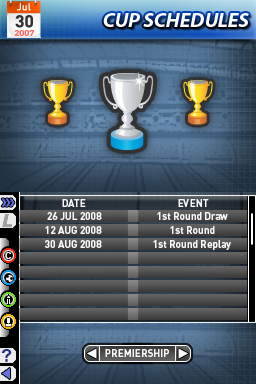 Jul
30
2007
CUP SCHEDULES
DATE EVENT
26 JUL 2008 1st Round Draw
12 AUG 2008 1st Round
30 AUG 2008 1st Round Replay
L
C
?
PREMIERSHIP